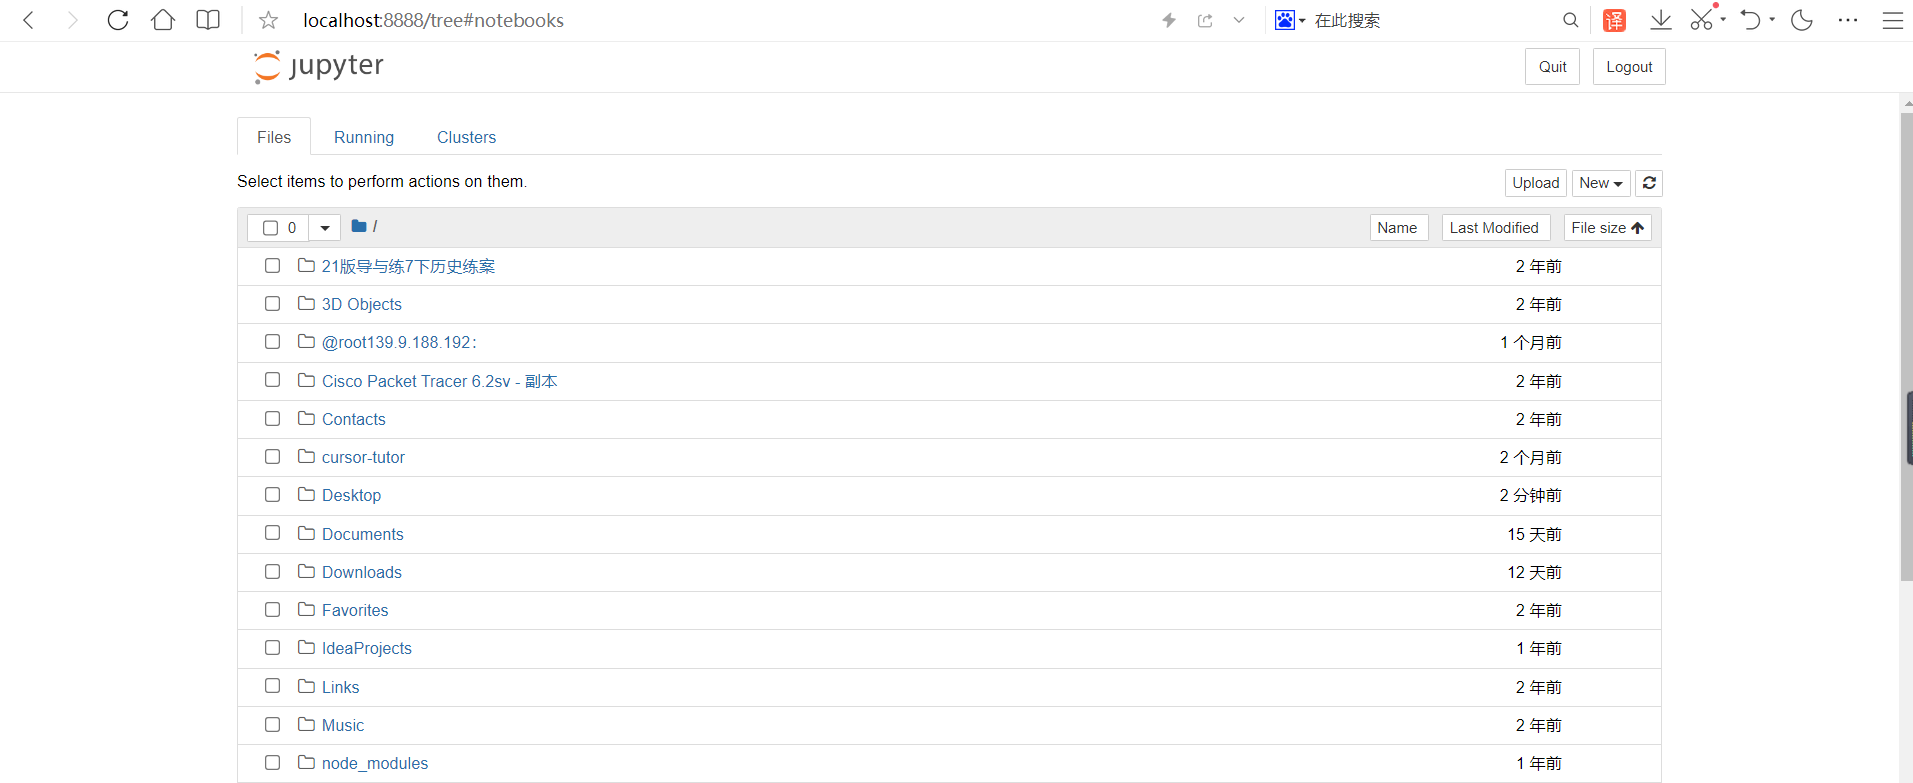 localhost:8888/tree#notebooks 在此搜索 译
jupyter Quit Logout
Files Running Clusters
Select items to perform actions on them. Upload New
0 / Name Last Modified File size
21版导与练7下历史练案 2 年前
3D Objects 2 年前
@root139.9.188.192： 1 个月前
Cisco Packet Tracer 6.2sv - 副本 2 年前
Contacts 2 年前
cursor-tutor 2 个月前
Desktop 2 分钟前
Documents 15 天前
Downloads 12 天前
Favorites 2 年前
IdeaProjects 1 年前
Links 2 年前
Music 2 年前
node_modules 1 年前